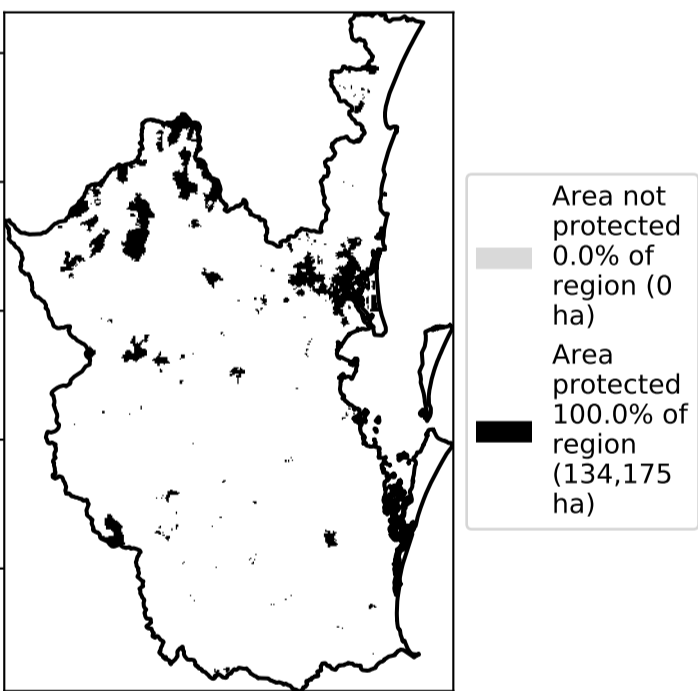 Area not
protected
0.0% of
region (0
ha)
Area
protected
100.0% of
region
(134,175
ha)